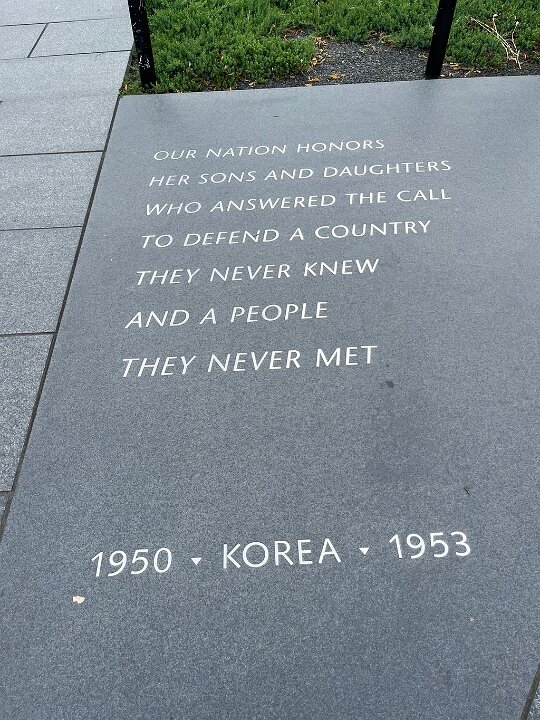 OUR NATION HONORS
HER SONS AND DAUGHTERS
WHO ANSWERED THE CALL
TO DEFEND A COUNTRY
THEY NEVER KNEW
AND A PEOPLE
THEY NEVER MET
1950 ▾ KOREA ▾ 1953